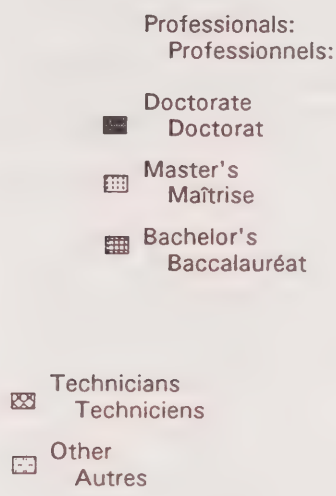 Professionals:
Professionnels:
Doctorate
Doctorat
Master's
Maîtrise
Bachelor's
Baccalauréat
Technicians
Techniciens
Other
Autres